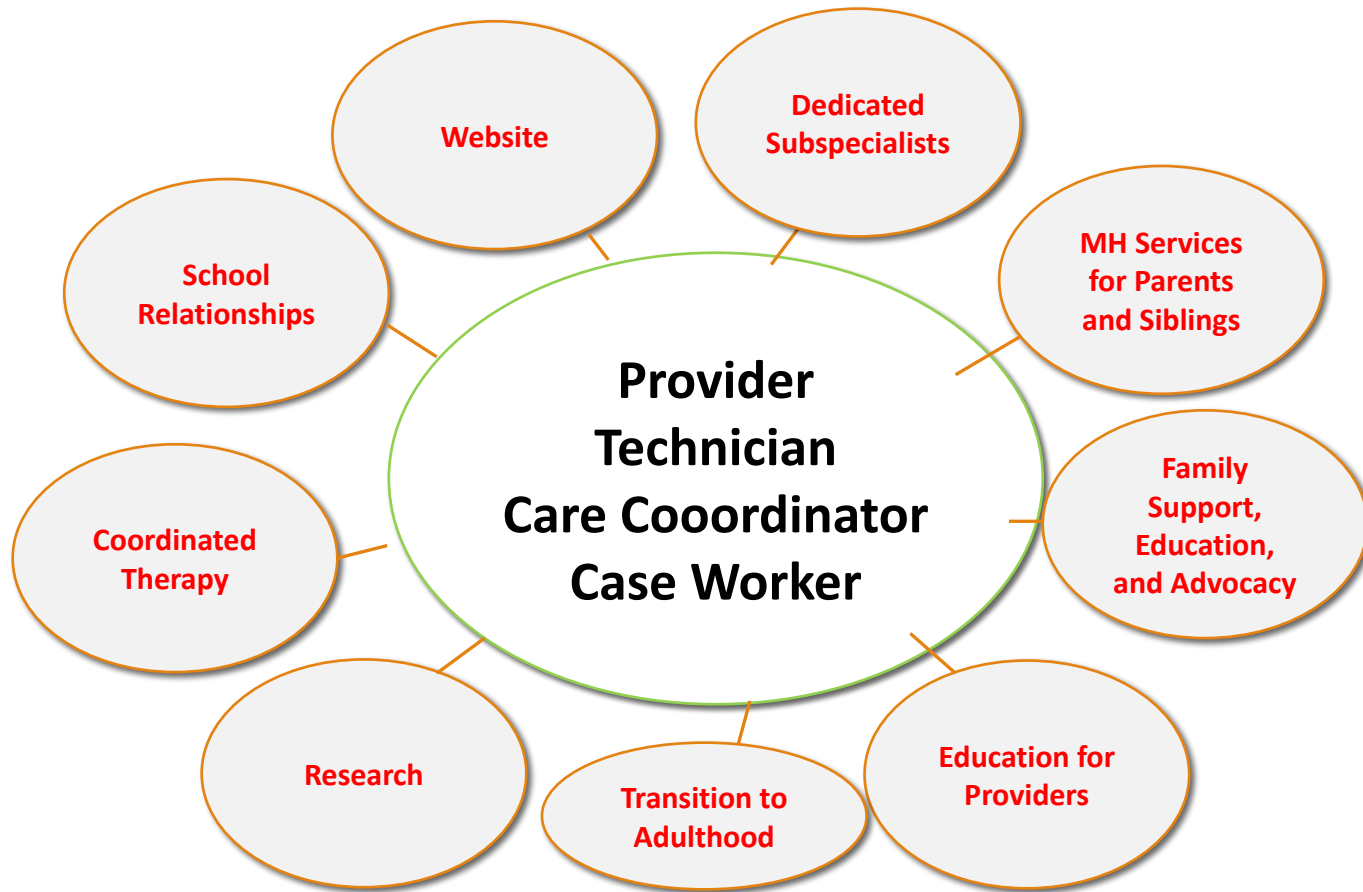 Website
Dedicated
Subspecialists
School
Relationships
MH Services
for Parents
and Siblings
Provider
Technician
Care Cooordinator
Case Worker
Coordinated
Therapy
Family
Support,
Education,
and Advocacy
Research
Transition to
Adulthood
Education for
Providers